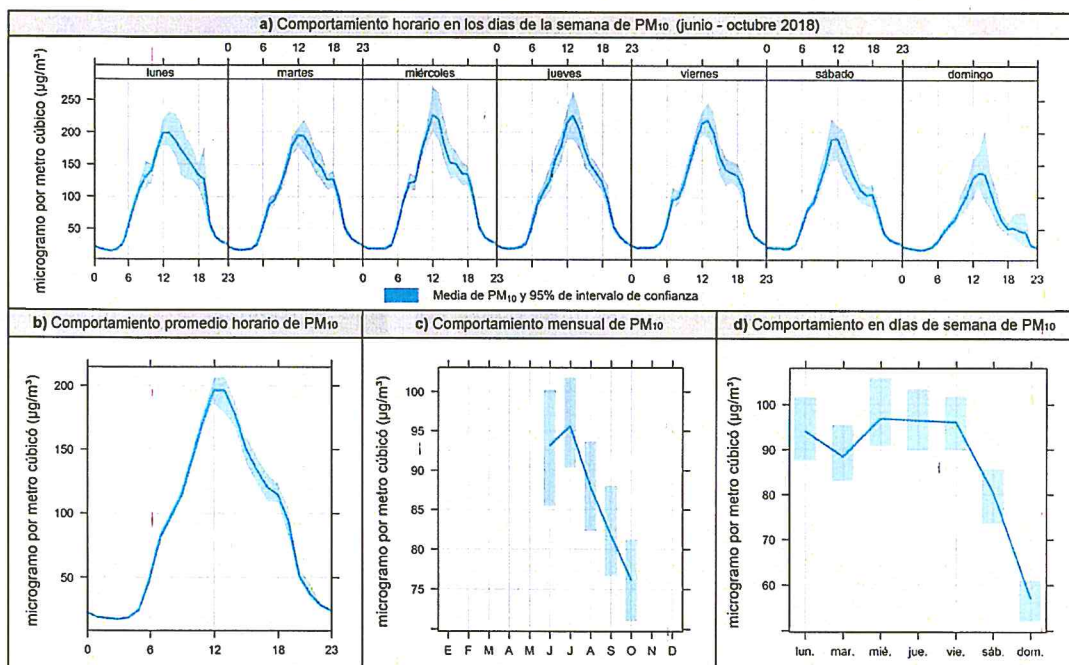 a) Comportamiento horario en los días de la semana de PM₁₀ (junio - octubre 2018)
0 6 12 18 23 0 6 12 18 23 0 6 12 18 23
lunes martes miércoles jueves viernes sábado domingo
microgramo por metro cúbico (µg/m³)
250
200
150
100
50
0 6 12 18 23 0 6 12 18 23 0 6 12 18 23 0 6 12 18 23
Media de PM₁₀ y 95% de intervalo de confianza
b) Comportamiento promedio horario de PM₁₀
microgramo por metro cúbicó (µg/m³)
200
150
100
50
0 6 12 18 23
c) Comportamiento mensual de PM₁₀
microgramo por metro cúbico (µg/m³)
100
95
90
85
80
75
E F M A M J J A S O N D
d) Comportamiento en días de semana de PM₁₀
microgramo por metro cúbico (µg/m³)
100
90
80
70
60
lun. mar. mié. jue. vie. sáb. dom.